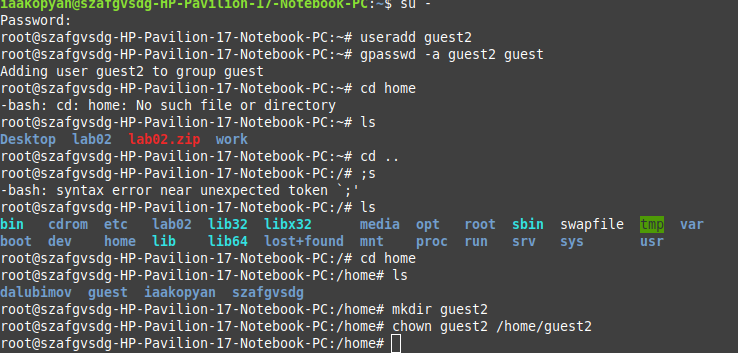 iaakopyan@szafgvsdg-HP-Pavilion-17-Notebook-PC:~$ su -
Password:
root@szafgvsdg-HP-Pavilion-17-Notebook-PC:~# useradd guest2
root@szafgvsdg-HP-Pavilion-17-Notebook-PC:~# gpasswd -a guest2 guest
Adding user guest2 to group guest
root@szafgvsdg-HP-Pavilion-17-Notebook-PC:~# cd home
-bash: cd: home: No such file or directory
root@szafgvsdg-HP-Pavilion-17-Notebook-PC:~# ls
Desktop  lab02  lab02.zip  work
root@szafgvsdg-HP-Pavilion-17-Notebook-PC:~# cd ..
root@szafgvsdg-HP-Pavilion-17-Notebook-PC:/# ;s
-bash: syntax error near unexpected token `;'
root@szafgvsdg-HP-Pavilion-17-Notebook-PC:/# ls
bin   cdrom  etc   lab02  lib32  libx32      media  opt   root  sbin  swapfile  tmp  var
boot  dev    home  lib    lib64  lost+found  mnt    proc  run   srv   sys       usr
root@szafgvsdg-HP-Pavilion-17-Notebook-PC:/# cd home
root@szafgvsdg-HP-Pavilion-17-Notebook-PC:/home# ls
dalubimov  guest  iaakopyan  szafgvsdg
root@szafgvsdg-HP-Pavilion-17-Notebook-PC:/home# mkdir guest2
root@szafgvsdg-HP-Pavilion-17-Notebook-PC:/home# chown guest2 /home/guest2
root@szafgvsdg-HP-Pavilion-17-Notebook-PC:/home#